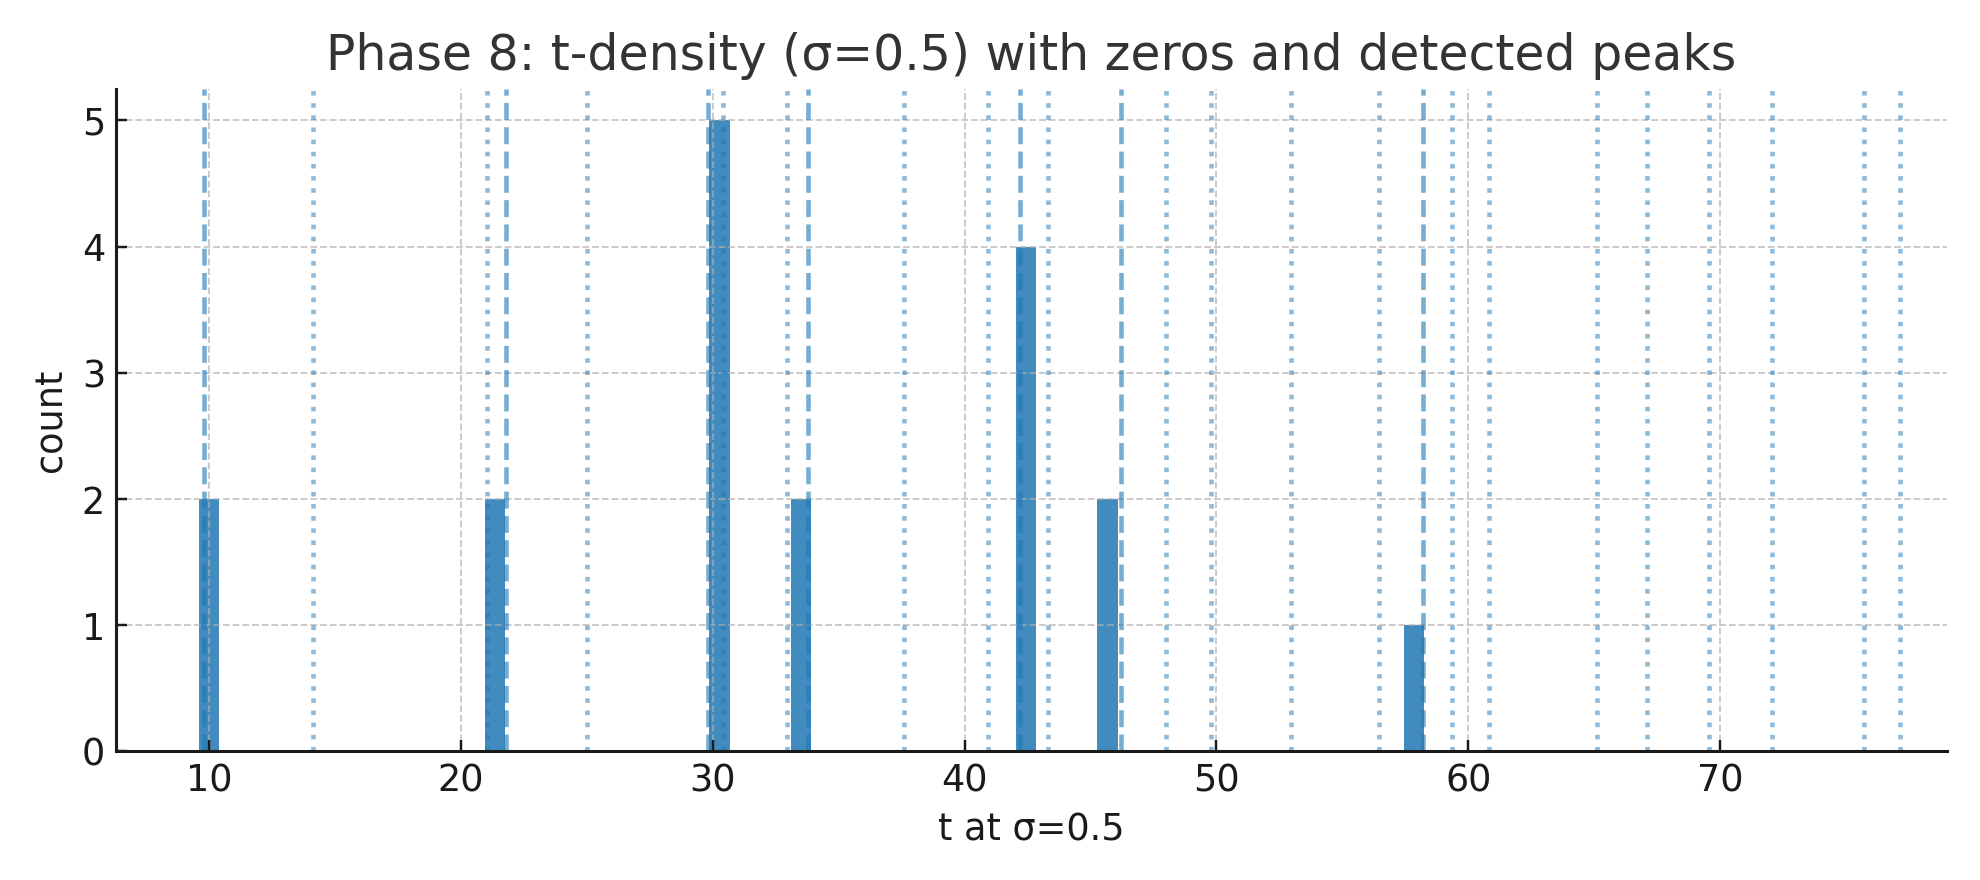 Phase 8: t-density (σ=0.5) with zeros and detected peaks
5
4
3
2
1
0
count
10 20 30 40 50 60 70
t at σ=0.5